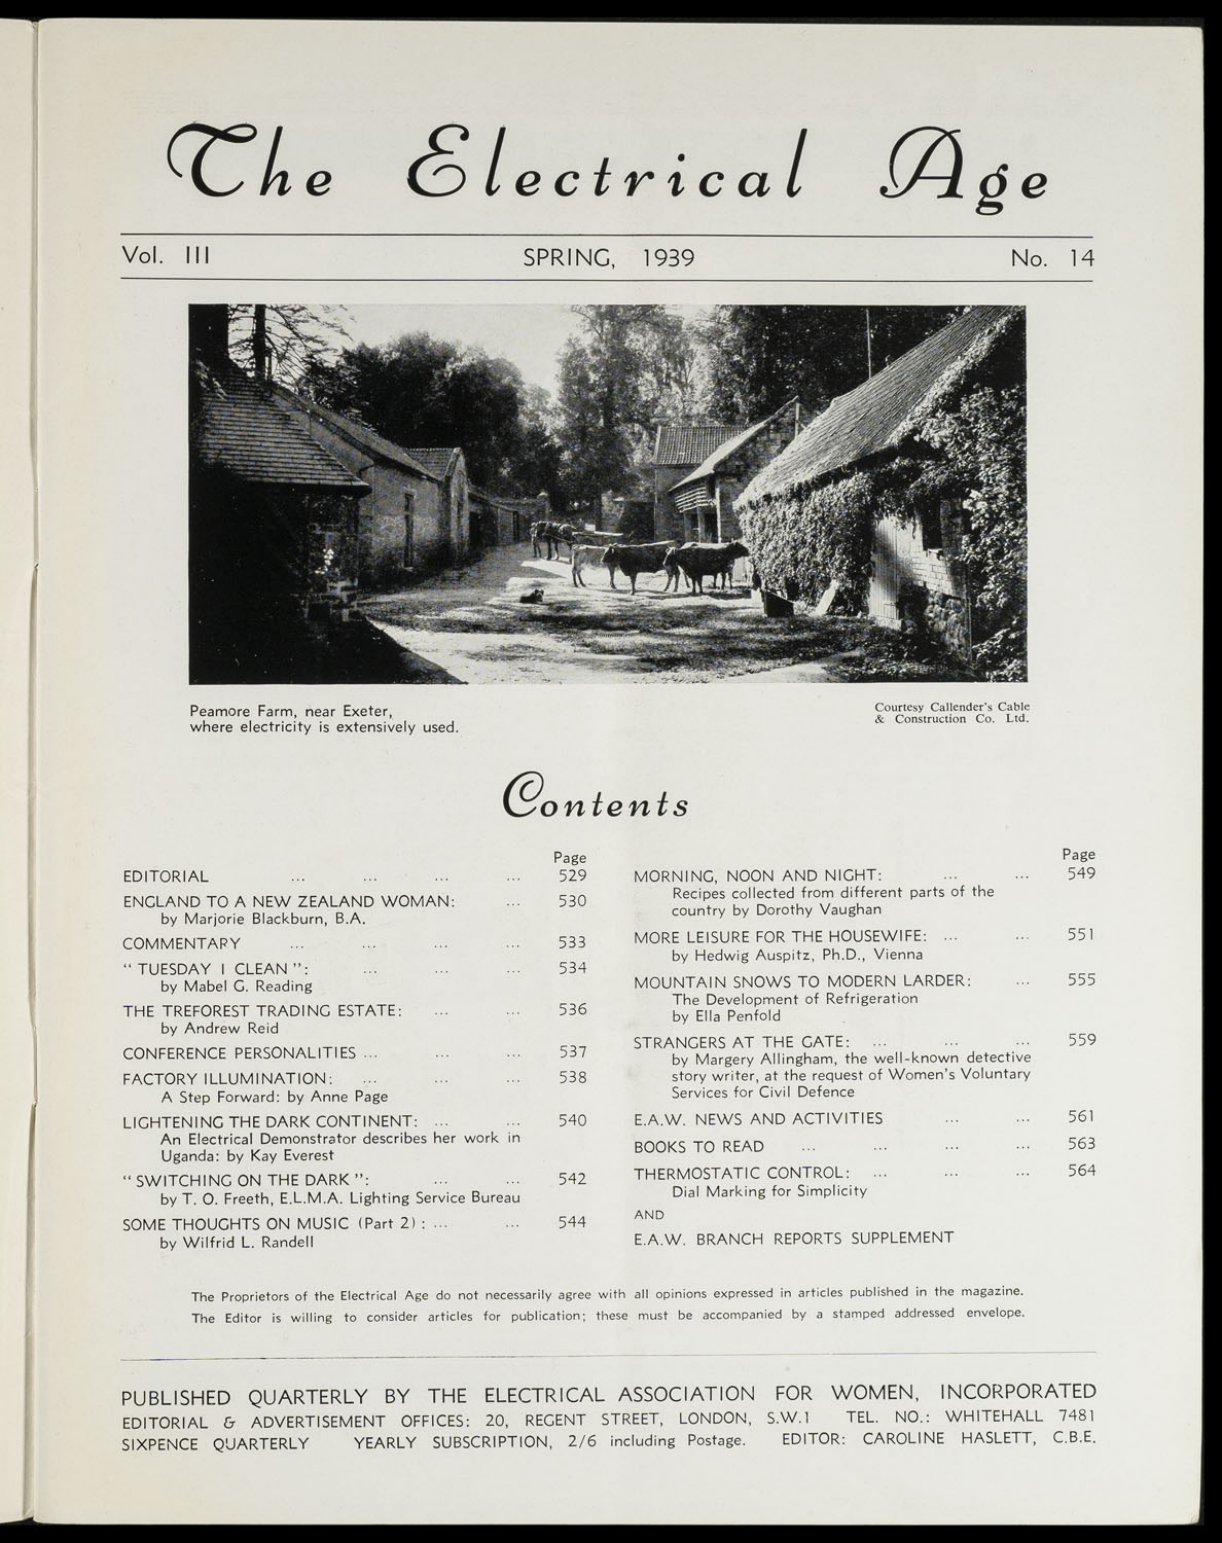 The Electrical Age
Vol. III SPRING, 1939 No. 14
Peamore Farm, near Exeter,
where electricity is extensively used.
Courtesy Callender's Cable
& Construction Co. Ltd.
Contents
Page
EDITORIAL ... ... ... ... 529
ENGLAND TO A NEW ZEALAND WOMAN: ... 530
by Marjorie Blackburn, B.A.
COMMENTARY ... ... ... ... 533
“ TUESDAY I CLEAN ”: ... ... ... 534
by Mabel G. Reading
THE TREFOREST TRADING ESTATE: ... ... 536
by Andrew Reid
CONFERENCE PERSONALITIES ... ... ... 537
FACTORY ILLUMINATION: ... ... ... 538
A Step Forward: by Anne Page
LIGHTENING THE DARK CONTINENT: ... ... 540
An Electrical Demonstrator describes her work in
Uganda: by Kay Everest
“ SWITCHING ON THE DARK ”: ... ... 542
by T. O. Freeth, E.L.M.A. Lighting Service Bureau
SOME THOUGHTS ON MUSIC (Part 2) : ... ... 544
by Wilfrid L. Randell
Page
MORNING, NOON AND NIGHT: ... ... 549
Recipes collected from different parts of the
country by Dorothy Vaughan
MORE LEISURE FOR THE HOUSEWIFE: ... ... 551
by Hedwig Auspitz, Ph.D., Vienna
MOUNTAIN SNOWS TO MODERN LARDER: ... 555
The Development of Refrigeration
by Ella Penfold
STRANGERS AT THE GATE: ... ... ... 559
by Margery Allingham, the well-known detective
story writer, at the request of Women's Voluntary
Services for Civil Defence
E.A.W. NEWS AND ACTIVITIES ... ... 561
BOOKS TO READ ... ... ... ... 563
THERMOSTATIC CONTROL: ... ... ... 564
Dial Marking for Simplicity
AND
E.A.W. BRANCH REPORTS SUPPLEMENT
The Proprietors of the Electrical Age do not necessarily agree with all opinions expressed in articles published in the magazine.
The Editor is willing to consider articles for publication; these must be accompanied by a stamped addressed envelope.
PUBLISHED QUARTERLY BY THE ELECTRICAL ASSOCIATION FOR WOMEN, INCORPORATED
EDITORIAL & ADVERTISEMENT OFFICES: 20, REGENT STREET, LONDON, S.W.1 TEL. NO.: WHITEHALL 7481
SIXPENCE QUARTERLY YEARLY SUBSCRIPTION, 2/6 including Postage. EDITOR: CAROLINE HASLETT, C.B.E.